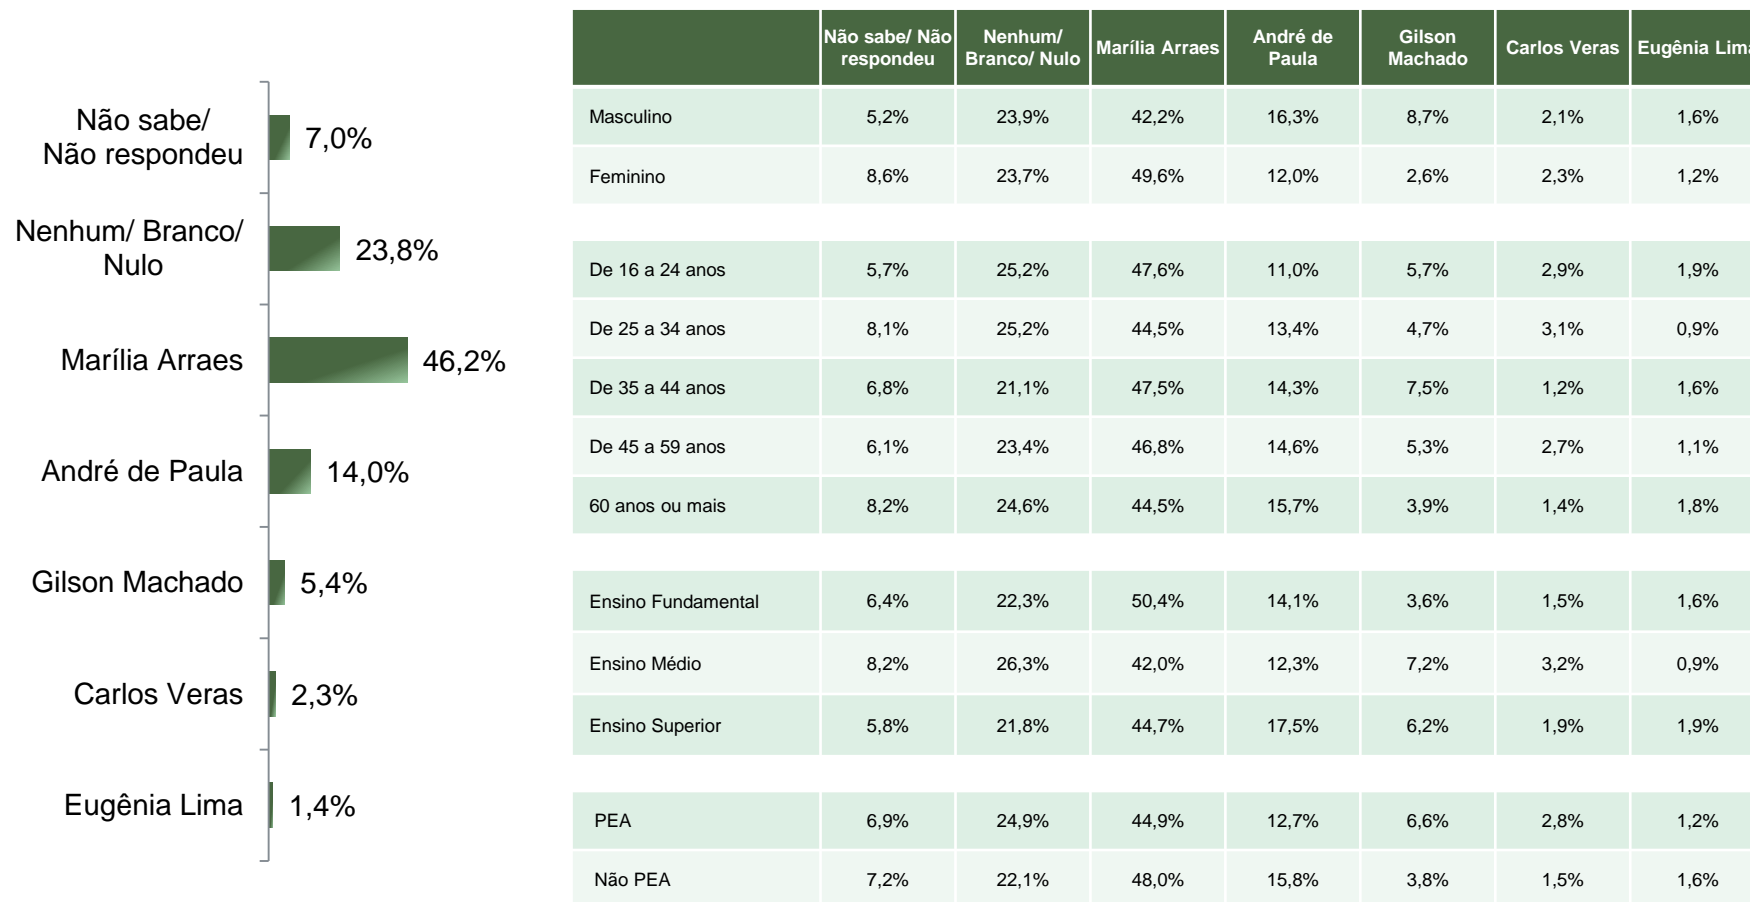 Não sabe/
Não respondeu
7,0%
Nenhum/ Branco/
Nulo
23,8%
Marília Arraes
46,2%
André de Paula
14,0%
Gilson Machado
5,4%
Carlos Veras
2,3%
Eugênia Lima
1,4%
Não sabe/ Não respondeu Nenhum/ Branco/ Nulo Marília Arraes André de Paula Gilson Machado Carlos Veras Eugênia Lima
Masculino 5,2% 23,9% 42,2% 16,3% 8,7% 2,1% 1,6%
Feminino 8,6% 23,7% 49,6% 12,0% 2,6% 2,3% 1,2%
De 16 a 24 anos 5,7% 25,2% 47,6% 11,0% 5,7% 2,9% 1,9%
De 25 a 34 anos 8,1% 25,2% 44,5% 13,4% 4,7% 3,1% 0,9%
De 35 a 44 anos 6,8% 21,1% 47,5% 14,3% 7,5% 1,2% 1,6%
De 45 a 59 anos 6,1% 23,4% 46,8% 14,6% 5,3% 2,7% 1,1%
60 anos ou mais 8,2% 24,6% 44,5% 15,7% 3,9% 1,4% 1,8%
Ensino Fundamental 6,4% 22,3% 50,4% 14,1% 3,6% 1,5% 1,6%
Ensino Médio 8,2% 26,3% 42,0% 12,3% 7,2% 3,2% 0,9%
Ensino Superior 5,8% 21,8% 44,7% 17,5% 6,2% 1,9% 1,9%
PEA 6,9% 24,9% 44,9% 12,7% 6,6% 2,8% 1,2%
Não PEA 7,2% 22,1% 48,0% 15,8% 3,8% 1,5% 1,6%